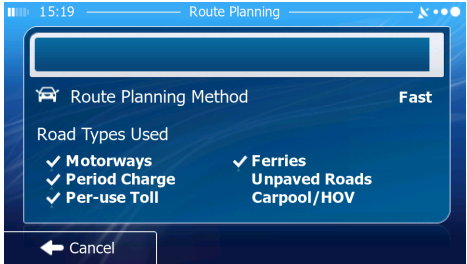 15:19 Route Planning
Route Planning Method Fast
Road Types Used
Motorways Ferries
Period Charge Unpaved Roads
Per-use Toll Carpool/HOV
Cancel